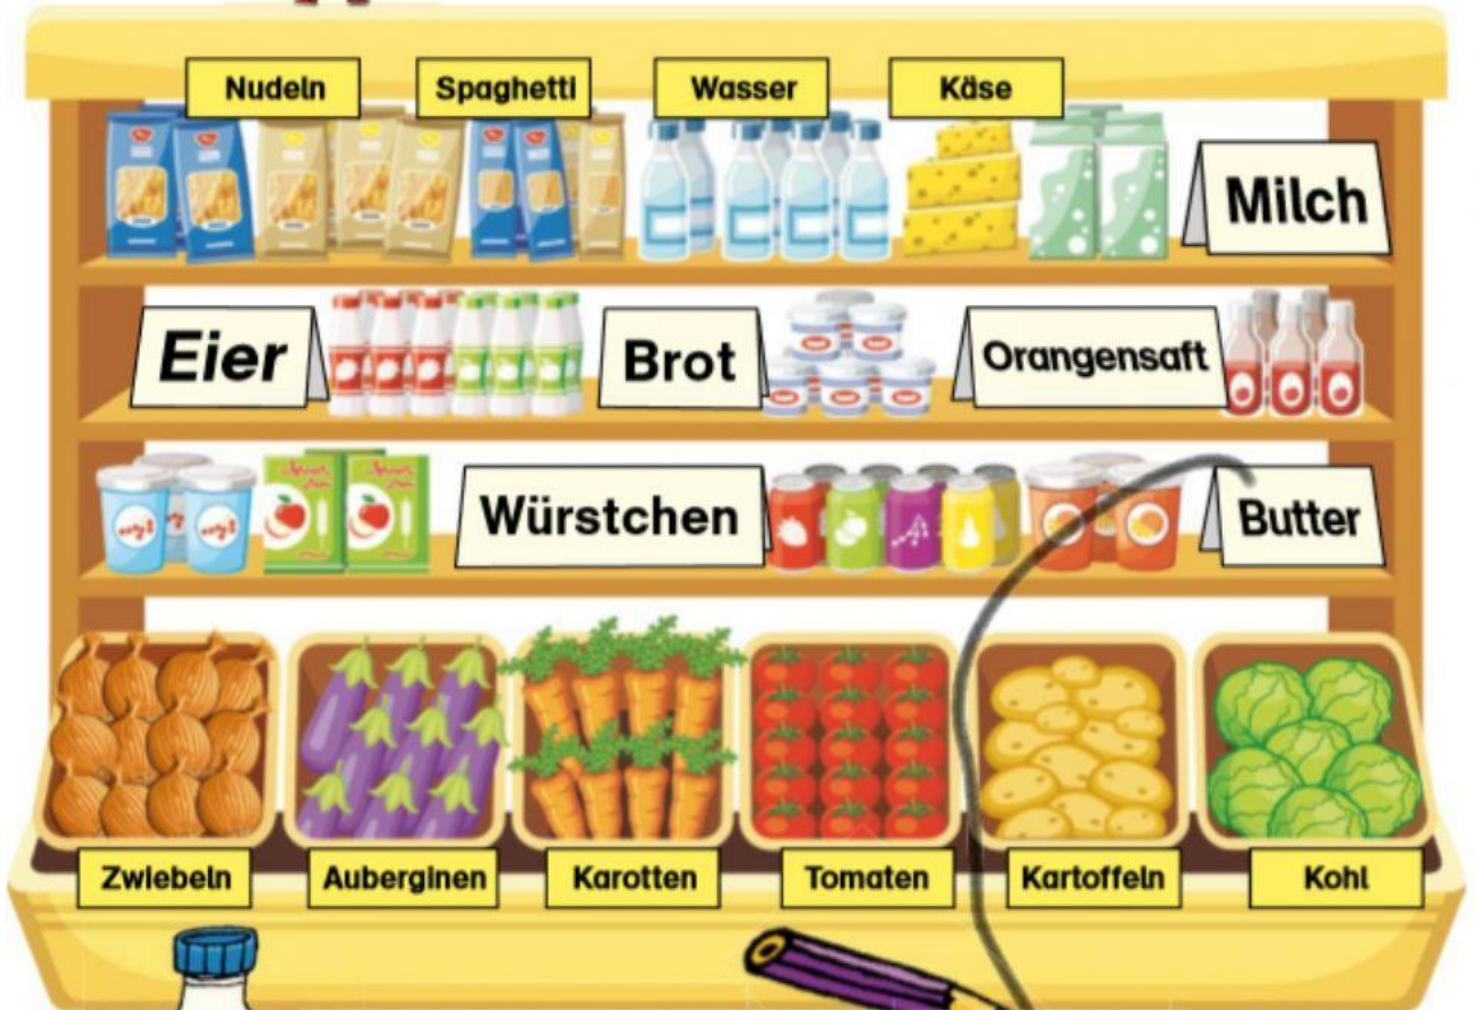 Nudeln
Spaghetti
Wasser
Käse
Milch
Eier
Brot
Orangensaft
Würstchen
Butter
Zwiebeln
Auberginen
Karotten
Tomaten
Kartoffeln
Kohl